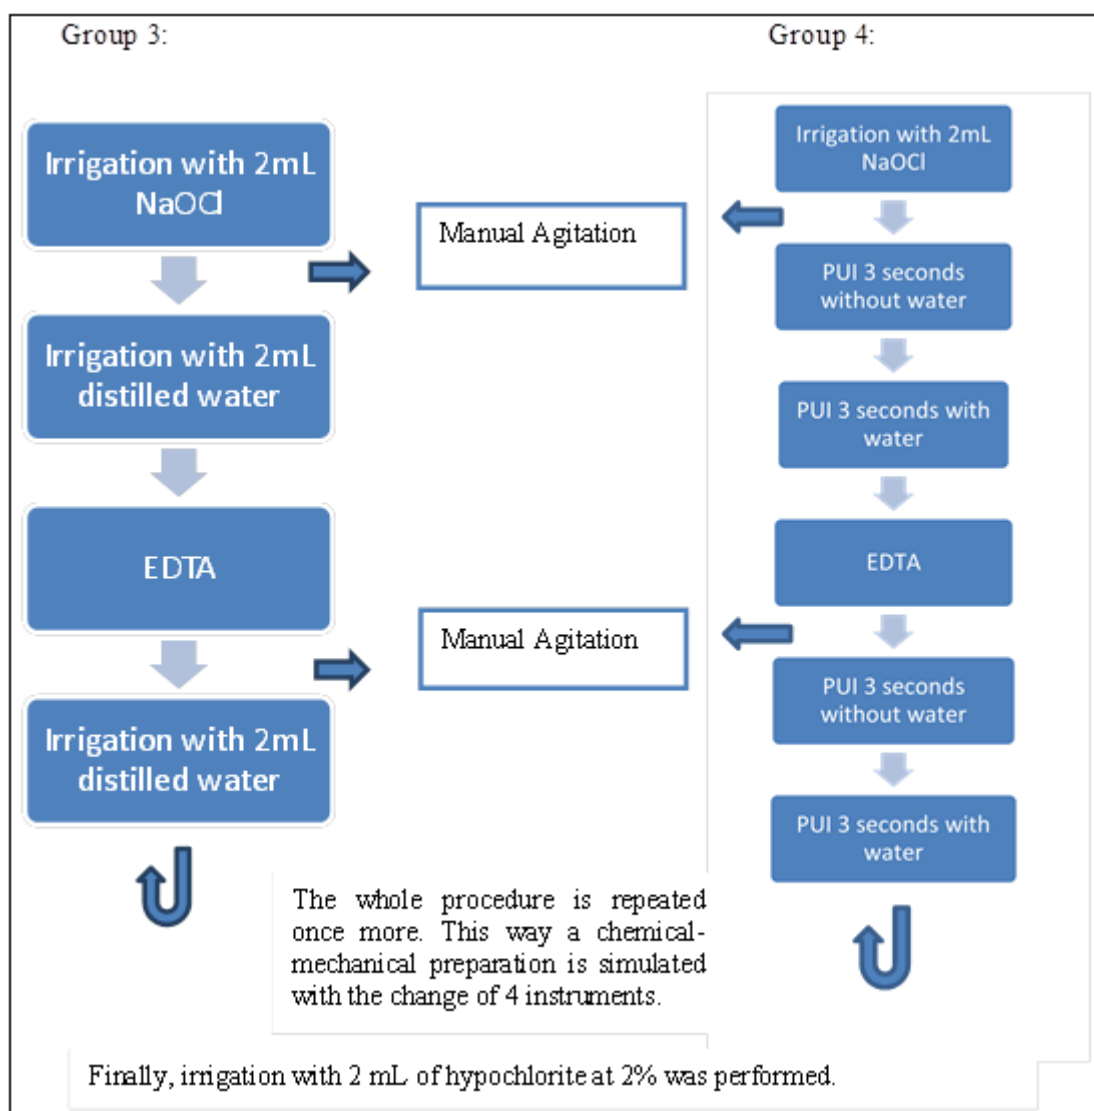 Group 3:
Irrigation with 2mL
NaOCl
Irrigation with 2mL
distilled water
EDTA
Irrigation with 2mL
distilled water
Manual Agitation
Manual Agitation
Group 4:
Irrigation with 2mL
NaOCl
PUI 3 seconds
without water
PUI 3 seconds with
water
EDTA
PUI 3 seconds
without water
PUI 3 seconds with
water
The whole procedure is repeated
once more. This way a chemical-
mechanical preparation is simulated
with the change of 4 instruments.
Finally, irrigation with 2 mL of hypochlorite at 2% was performed.